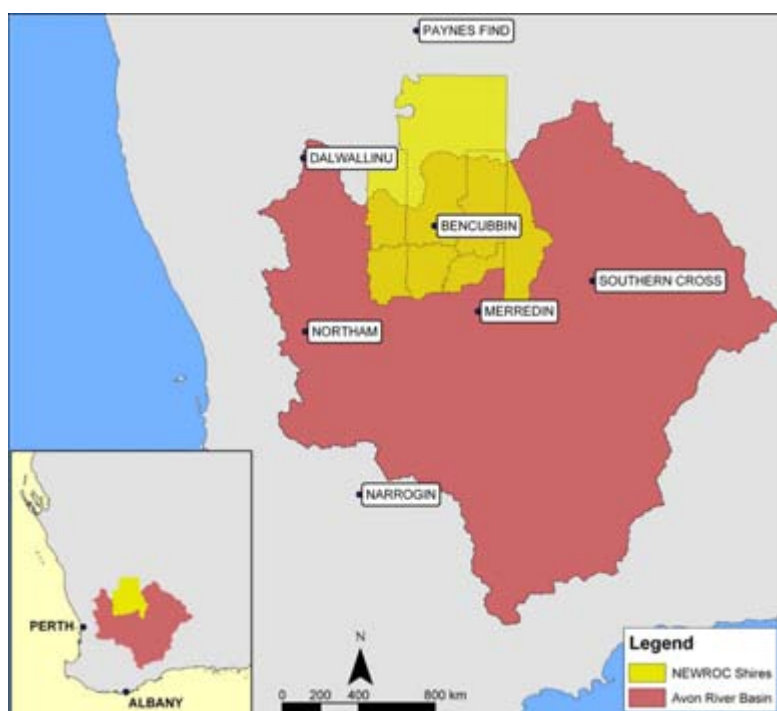 PAYNES FIND
DALWALLINU
BENCUBBIN
SOUTHERN CROSS
MERREDIN
NORTHAM
NARROGIN
PERTH
ALBANY
N
0 200 400 800 km
Legend
NEWROC Shires
Avon River Basin